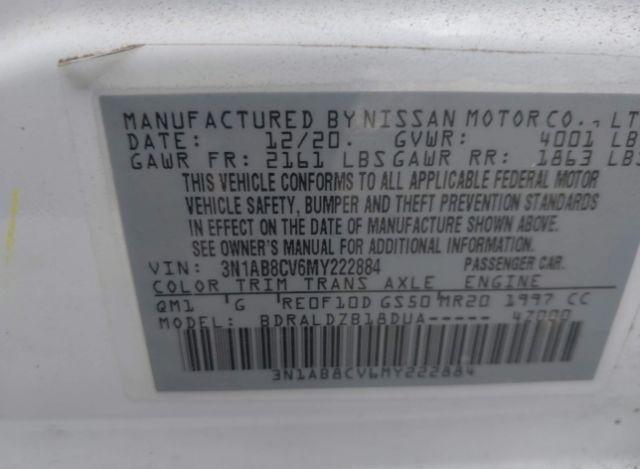 MANUFACTURED BY NISSAN MOTOR CO., LT
DATE: 12/20. GVWR: 4001 LB
GAWR FR: 2161 LBS GAWR RR: 1863 LBS
THIS VEHICLE CONFORMS TO ALL APPLICABLE FEDERAL MOTOR
VEHICLE SAFETY, BUMPER AND THEFT PREVENTION STANDARDS
IN EFFECT ON THE DATE OF MANUFACTURE SHOWN ABOVE.
SEE OWNER'S MANUAL FOR ADDITIONAL INFORMATION.
VIN: 3N1AB8CV6MY222884 PASSENGER CAR.
COLOR TRIM TRANS AXLE ENGINE
QM1 G RE0F10D GS50 MR20 1997 CC
MODEL: BDRALDZB18DUA----- 4Z000
3N1AB8CV6MY222884